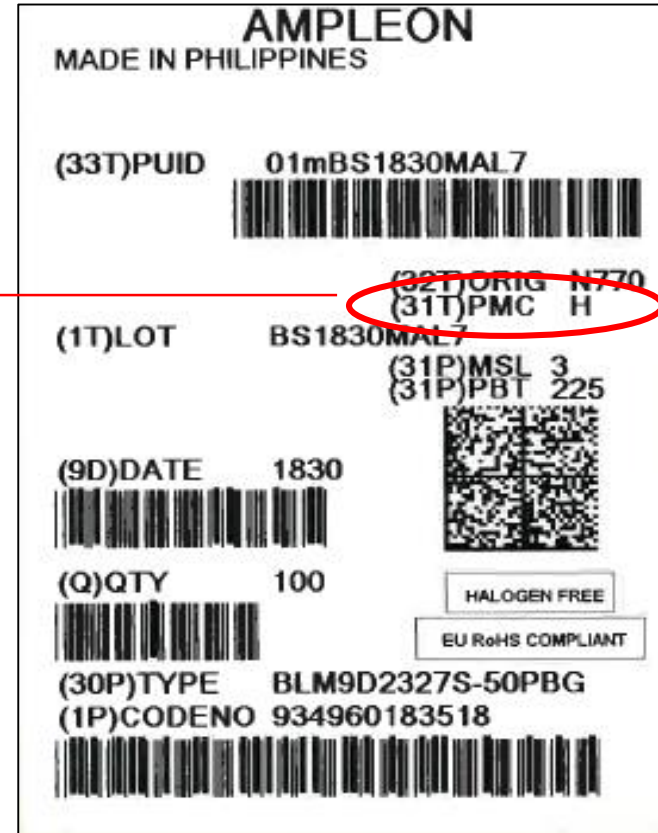 AMPLEON
MADE IN PHILIPPINES
(33T)PUID 01mBS1830MAL7
(32T)ORIG N770
(31T)PMC H
(1T)LOT BS1830MAL7
(31P)MSL 3
(31P)PBT 225
(9D)DATE 1830
(Q)QTY 100
HALOGEN FREE
EU RoHS COMPLIANT
(30P)TYPE BLM9D2327S-50PBG
(1P)CODENO 934960183518